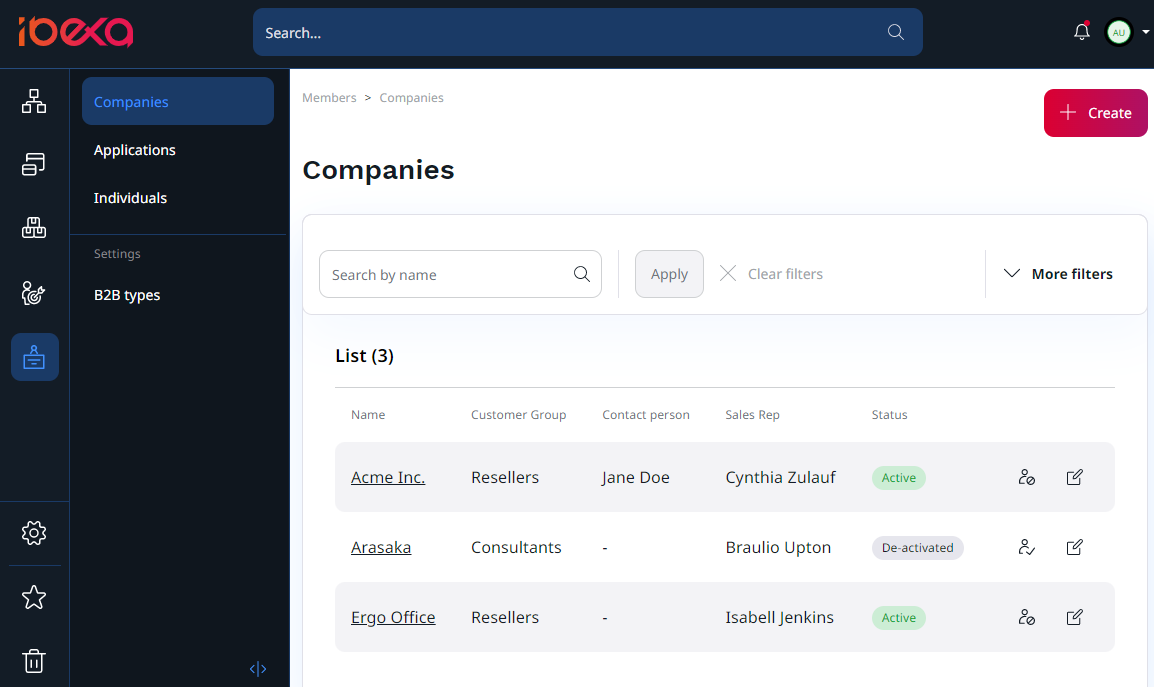 ibexa
Search...
AU
Companies
Applications
Individuals
Settings
B2B types
Members > Companies
Create
Companies
Search by name
Apply
Clear filters
More filters
List (3)
Name Customer Group Contact person Sales Rep Status
Acme Inc. Resellers Jane Doe Cynthia Zulauf Active
Arasaka Consultants - Braulio Upton De-activated
Ergo Office Resellers - Isabell Jenkins Active